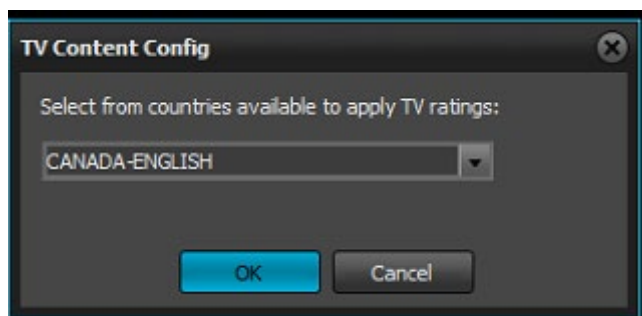 TV Content Config
Select from countries available to apply TV ratings:
CANADA-ENGLISH
OK Cancel